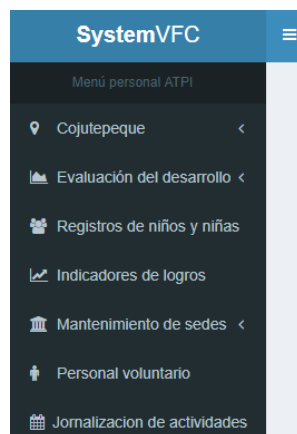 SystemVFC
Menú personal ATPI
Cojutepeque
Evaluación del desarrollo
Registros de niños y niñas
Indicadores de logros
Mantenimiento de sedes
Personal voluntario
Jornalizacion de actividades